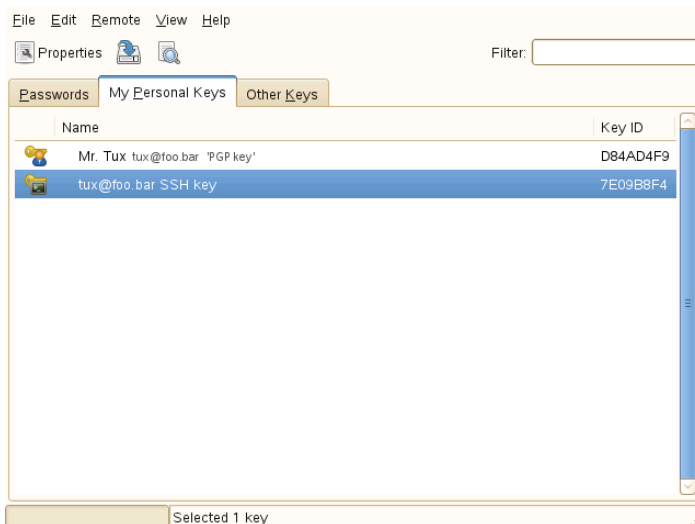 File Edit Remote View Help
Properties Filter:
Passwords My Personal Keys Other Keys
Name Key ID
Mr. Tux tux@foo.bar 'PGP key' D84AD4F9
tux@foo.bar SSH key 7E09B8F4
Selected 1 key